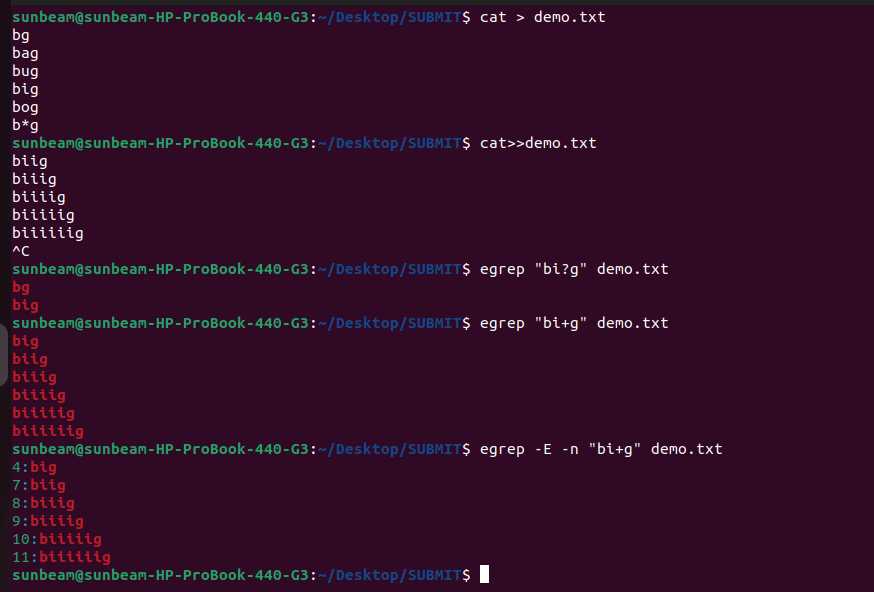 sunbeam@sunbeam-HP-ProBook-440-G3:~/Desktop/SUBMIT$ cat > demo.txt
bg
bag
bug
big
bog
b*g
sunbeam@sunbeam-HP-ProBook-440-G3:~/Desktop/SUBMIT$ cat>>demo.txt
biig
biiig
biiiig
biiiiig
biiiiiig
^C
sunbeam@sunbeam-HP-ProBook-440-G3:~/Desktop/SUBMIT$ egrep "bi?g" demo.txt
bg
big
sunbeam@sunbeam-HP-ProBook-440-G3:~/Desktop/SUBMIT$ egrep "bi+g" demo.txt
big
biig
biiig
biiiig
biiiiig
biiiiiig
sunbeam@sunbeam-HP-ProBook-440-G3:~/Desktop/SUBMIT$ egrep -E -n "bi+g" demo.txt
4:big
7:biig
8:biiig
9:biiiig
10:biiiiig
11:biiiiiig
sunbeam@sunbeam-HP-ProBook-440-G3:~/Desktop/SUBMIT$